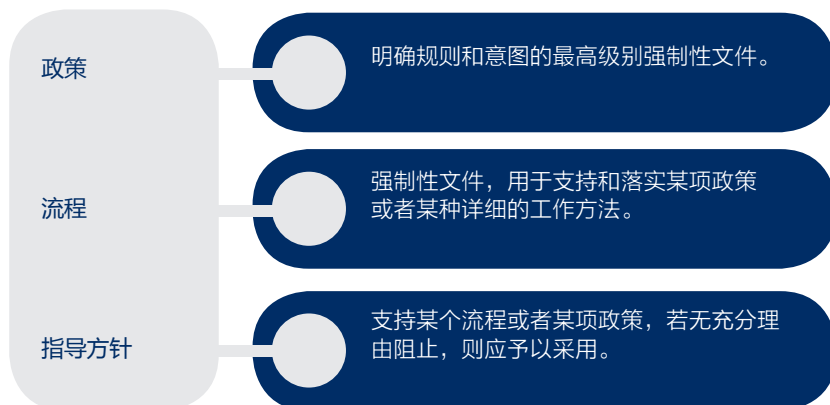 政策
明确规则和意图的最高级别强制性文件。
流程
强制性文件，用于支持和落实某项政策
或者某种详细的工作方法。
指导方针
支持某个流程或者某项政策，若无充分理
由阻止，则应予以采用。